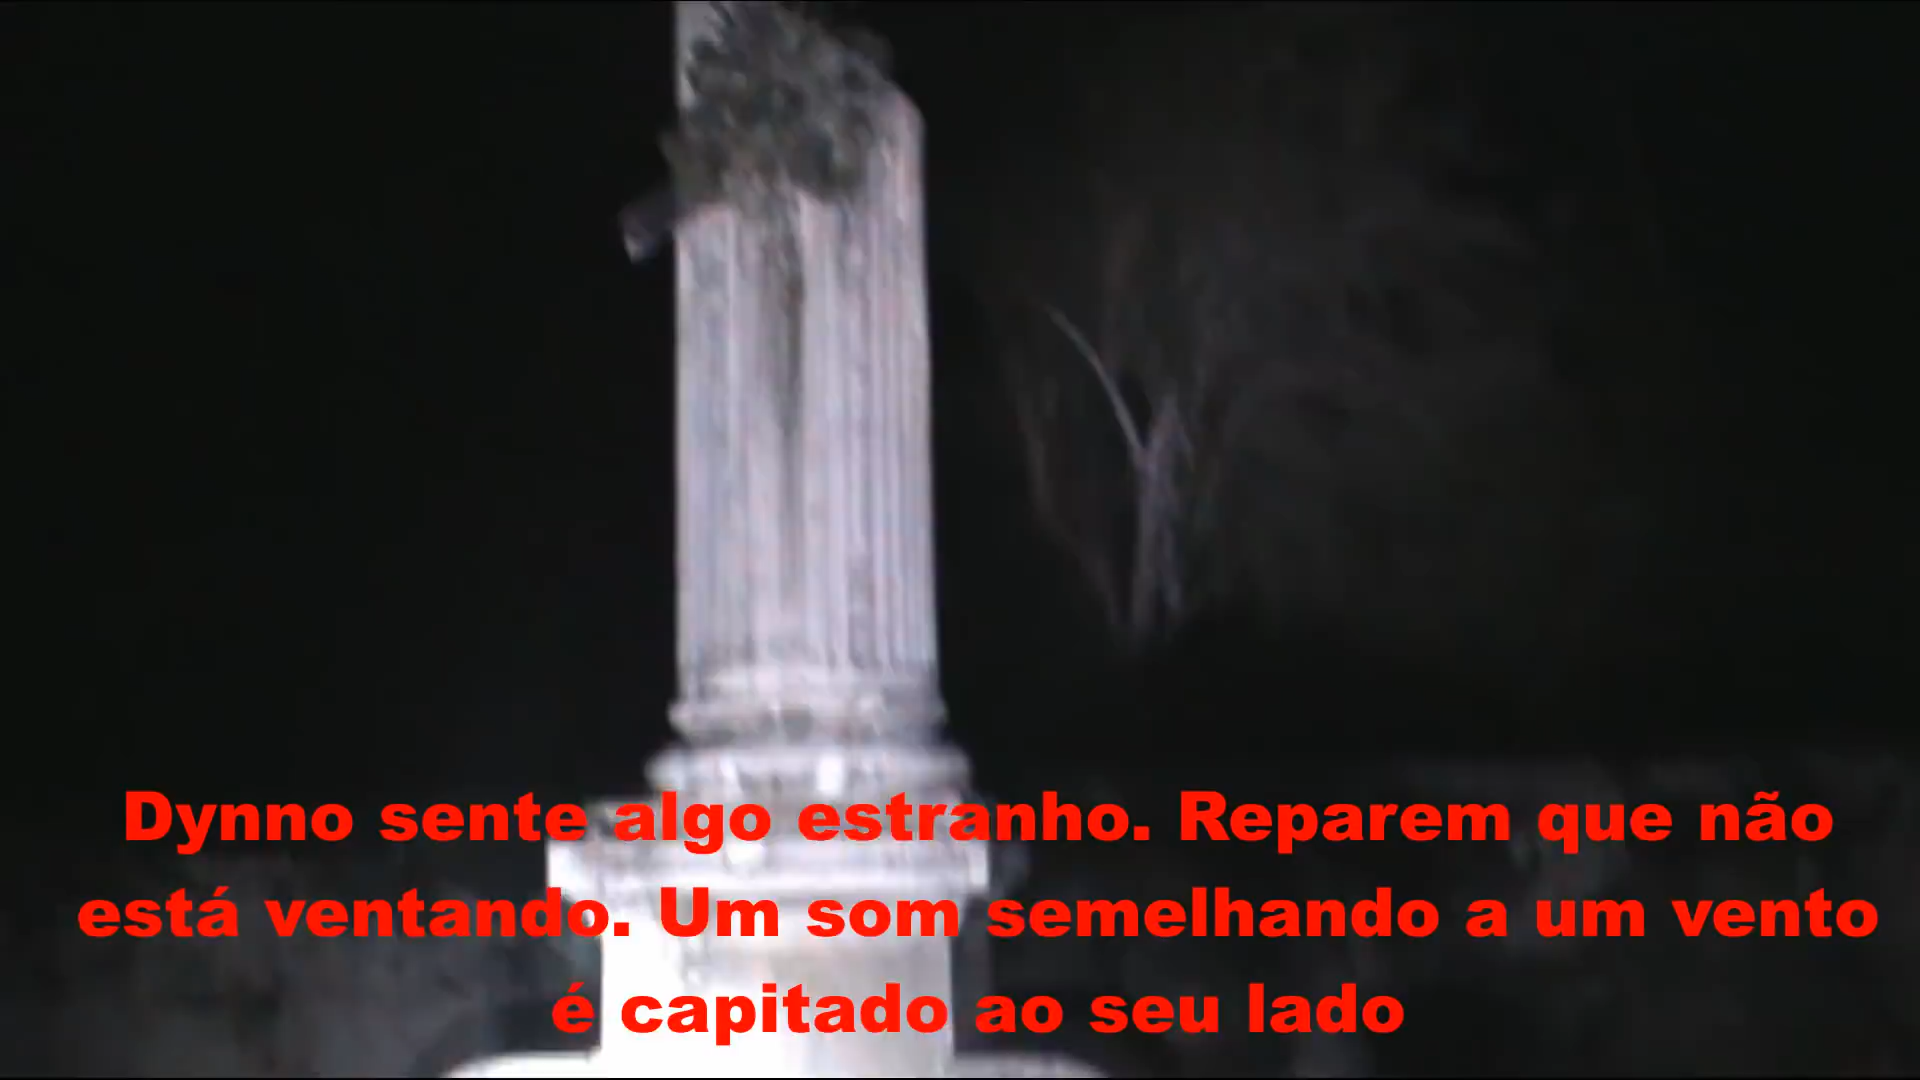 Dynno sente algo estranho. Reparem que não
está ventando. Um som semelhando a um vento
é capitado ao seu lado